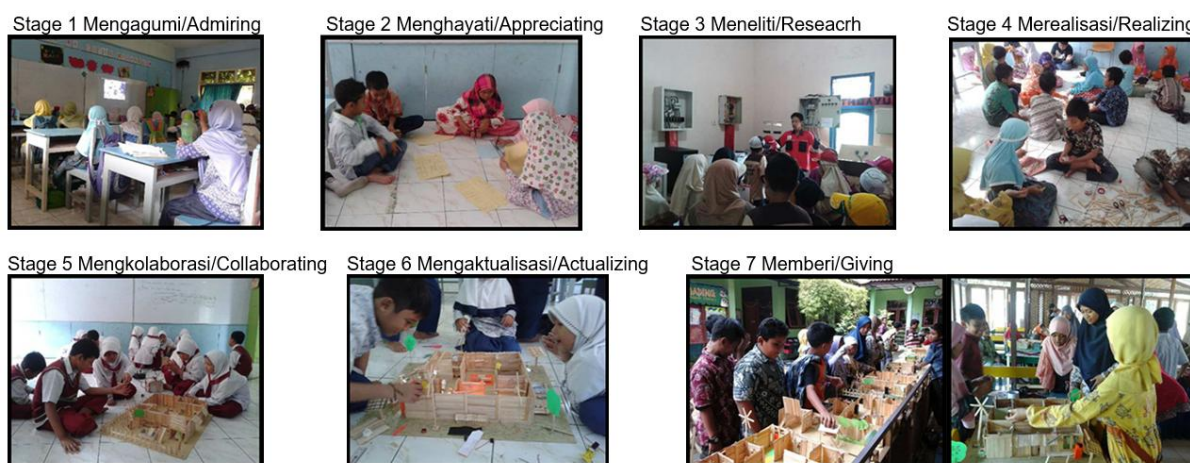 Stage 1 Mengagumi/Admiring
Stage 2 Menghayati/Appreciating
Stage 3 Meneliti/Reseacrh
Stage 4 Merealisasi/Realizing
Stage 5 Mengkolaborasi/Collaborating
Stage 6 Mengaktualisasi/Actualizing
Stage 7 Memberi/Giving